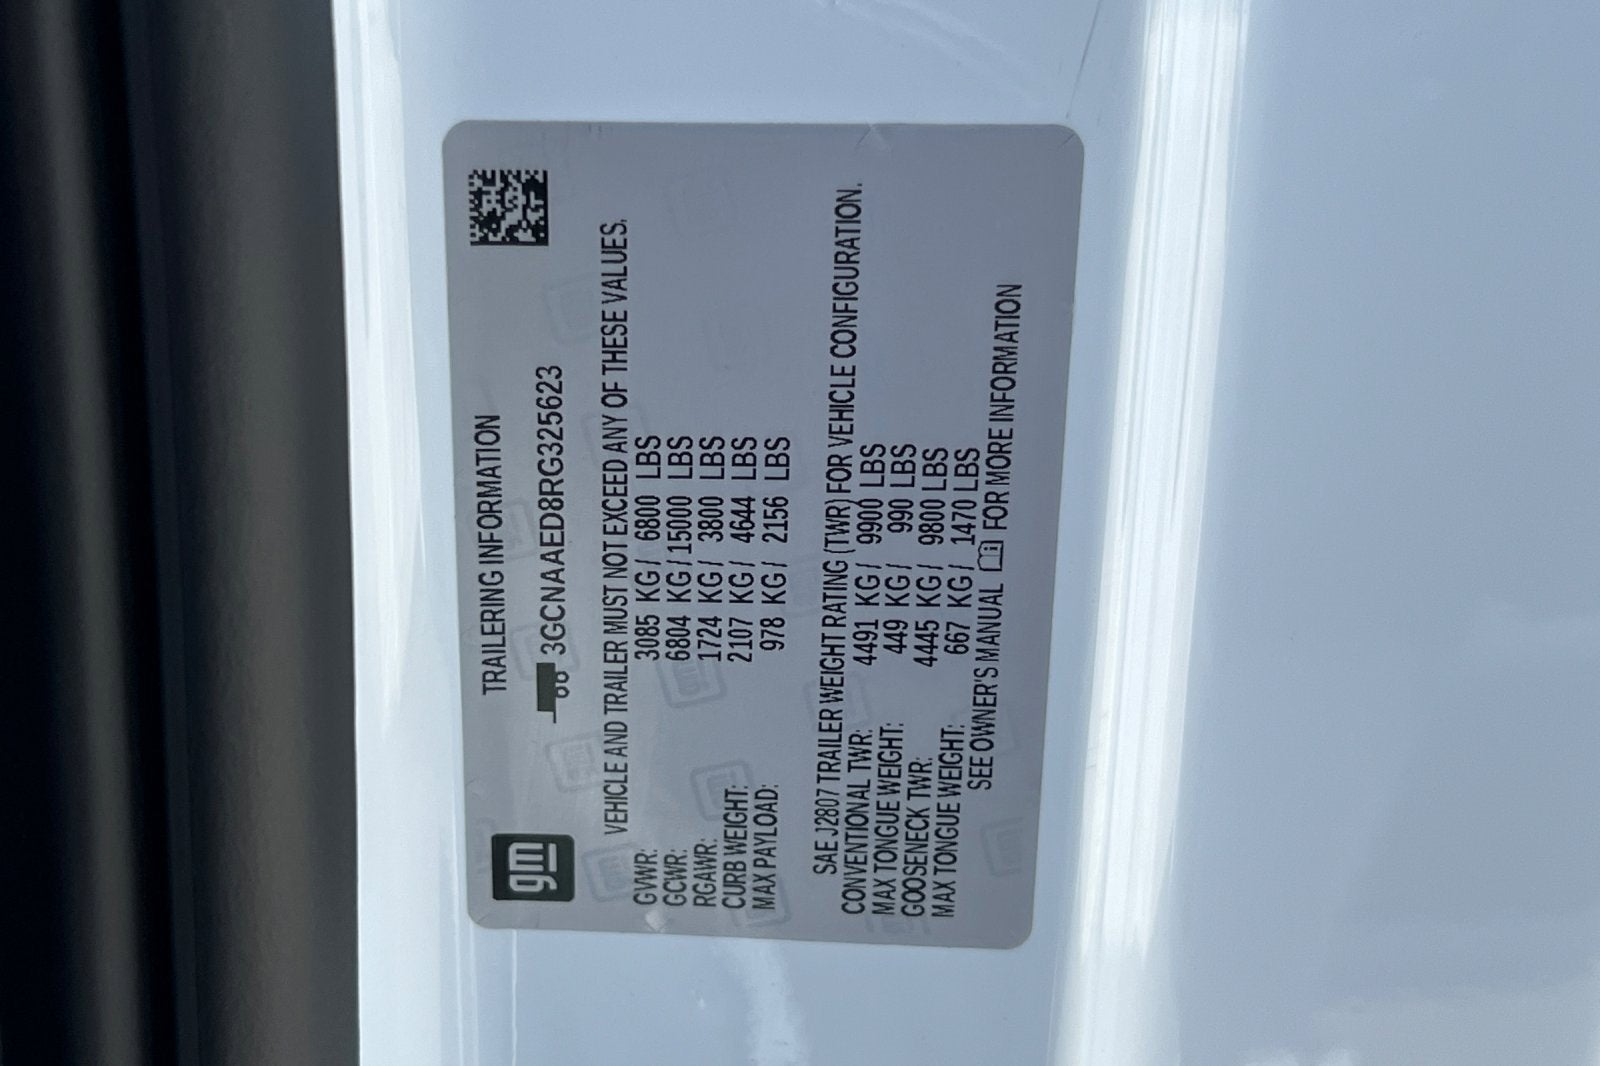 gm
TRAILERING INFORMATION
3GCNAAED8RG325623
VEHICLE AND TRAILER MUST NOT EXCEED ANY OF THESE VALUES.
GVWR: 3085 KG / 6800 LBS
GCWR: 6804 KG / 15000 LBS
RGAWR: 1724 KG / 3800 LBS
CURB WEIGHT: 2107 KG / 4644 LBS
MAX PAYLOAD: 978 KG / 2156 LBS
SAE J2807 TRAILER WEIGHT RATING (TWR) FOR VEHICLE CONFIGURATION.
CONVENTIONAL TWR: 4491 KG / 9900 LBS
MAX TONGUE WEIGHT: 449 KG / 990 LBS
GOOSENECK TWR: 4445 KG / 9800 LBS
MAX TONGUE WEIGHT: 667 KG / 1470 LBS
SEE OWNER'S MANUAL FOR MORE INFORMATION